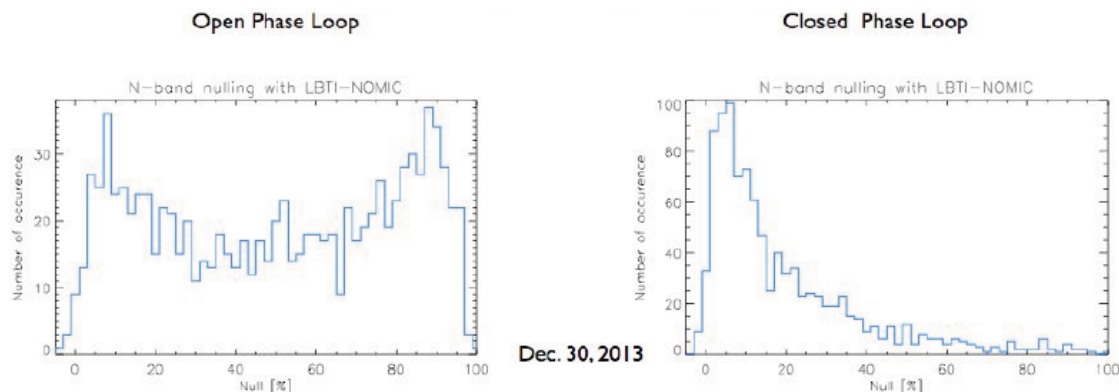 Open Phase Loop
N-band nulling with LBTI-NOMIC
Number of occurence
30
20
10
0
0
20
40
60
80
100
Null [%]
Dec. 30, 2013
Closed Phase Loop
N-band nulling with LBTI-NOMIC
Number of occurence
100
80
60
40
20
0
0
20
40
60
80
100
Null [%]